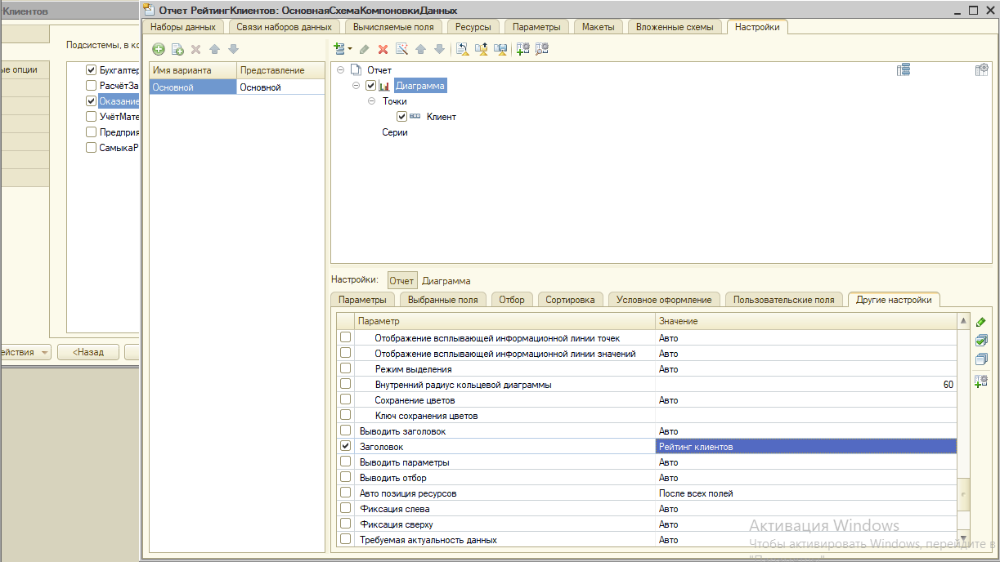 Клиентов
Отчет РейтингКлиентов: ОсновнаяСхемаКомпоновкиДанных
Наборы данных
Связи наборов данных
Вычисляемые поля
Ресурсы
Параметры
Макеты
Вложенные схемы
Настройки
Подсистемы, в ко
ые опции
Бухгалтер
РасчётЗа
Оказание
УчётМате
Предприя
СамыкаР
ействия
<Назад
Имя варианта
Представление
Основной
Основной
Отчет
Диаграмма
Точки
Клиент
Серии
Настройки:
Отчет
Диаграмма
Параметры
Выбранные поля
Отбор
Сортировка
Условное оформление
Пользовательские поля
Другие настройки
Параметр
Значение
Отображение всплывающей информационной линии точек
Авто
Отображение всплывающей информационной линии значений
Авто
Режим выделения
Авто
Внутренний радиус кольцевой диаграммы
60
Сохранение цветов
Авто
Ключ сохранения цветов
Выводить заголовок
Авто
Заголовок
Рейтинг клиентов
Выводить параметры
Авто
Выводить отбор
Авто
Авто позиция ресурсов
После всех полей
Фиксация слева
Авто
Фиксация сверху
Авто
Требуемая актуальность данных
Авто
Активация Windows
Чтобы активировать Windows, перейдите в